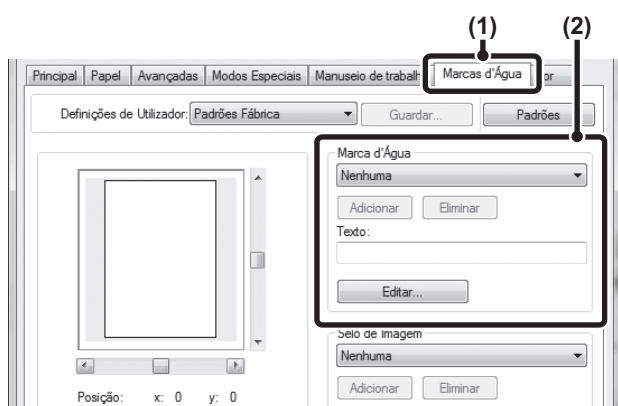 (1) (2)
Principal Papel Avançadas Modos Especiais Manuseio de trabalh Marcas d'Água or
Definições de Utilizador: Padrões Fábrica Guardar... Padrões
Marca d'Água
Nenhuma
Adicionar Eliminar
Texto:
Editar...
Selo de Imagem
Nenhuma
Adicionar Eliminar
Posição: x: 0 y: 0